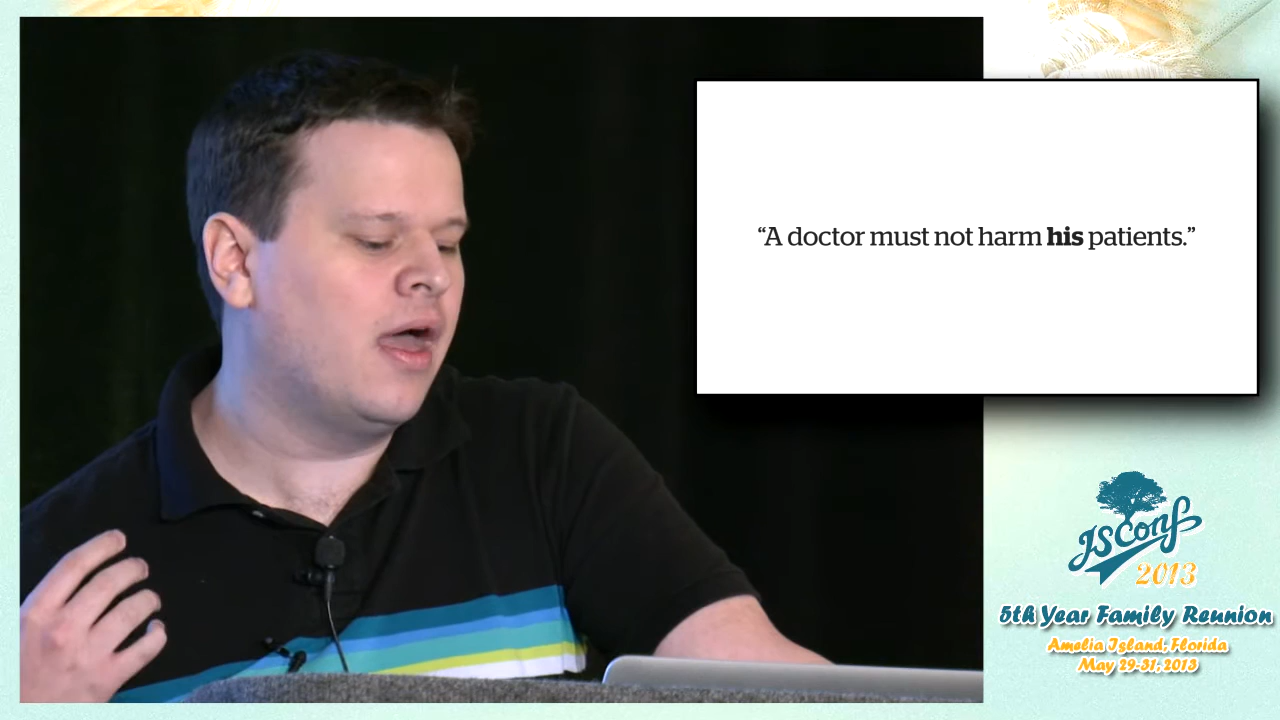 “A doctor must not harm his patients.”
JSConf
2013
5th Year Family Reunion
Amelia Island, Florida
May 29-31, 2013